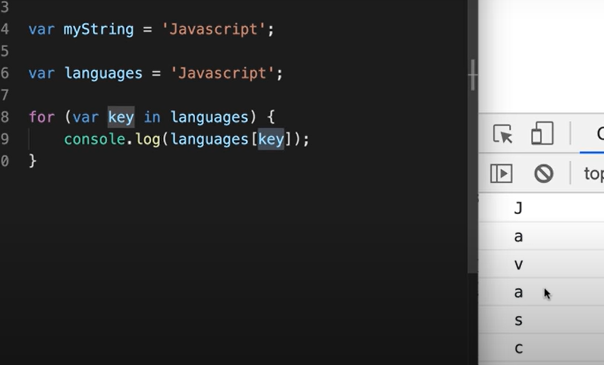 3
4 var myString = 'Javascript';
5
6 var languages = 'Javascript';
7
8 for (var key in languages) {
9     console.log(languages[key]);
0 }
top
J
a
v
a
s
c